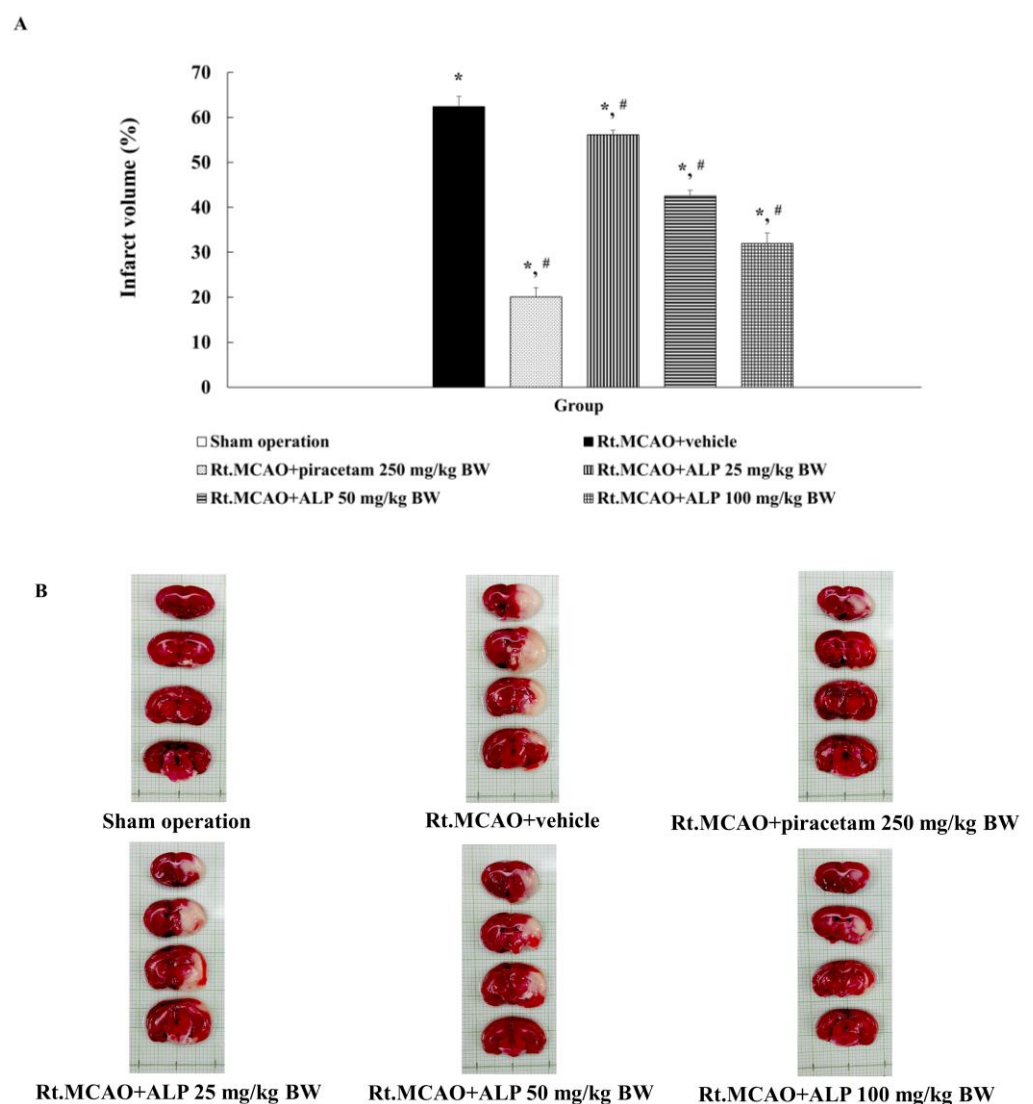 A
70
60
50
40
30
20
10
0
Infarct volume (%)
*
*, #
*, #
*, #
*, #
Group
Sham operation
Rt.MCAO+vehicle
Rt.MCAO+piracetam 250 mg/kg BW
Rt.MCAO+ALP 25 mg/kg BW
Rt.MCAO+ALP 50 mg/kg BW
Rt.MCAO+ALP 100 mg/kg BW
B
Sham operation
Rt.MCAO+vehicle
Rt.MCAO+piracetam 250 mg/kg BW
Rt.MCAO+ALP 25 mg/kg BW
Rt.MCAO+ALP 50 mg/kg BW
Rt.MCAO+ALP 100 mg/kg BW